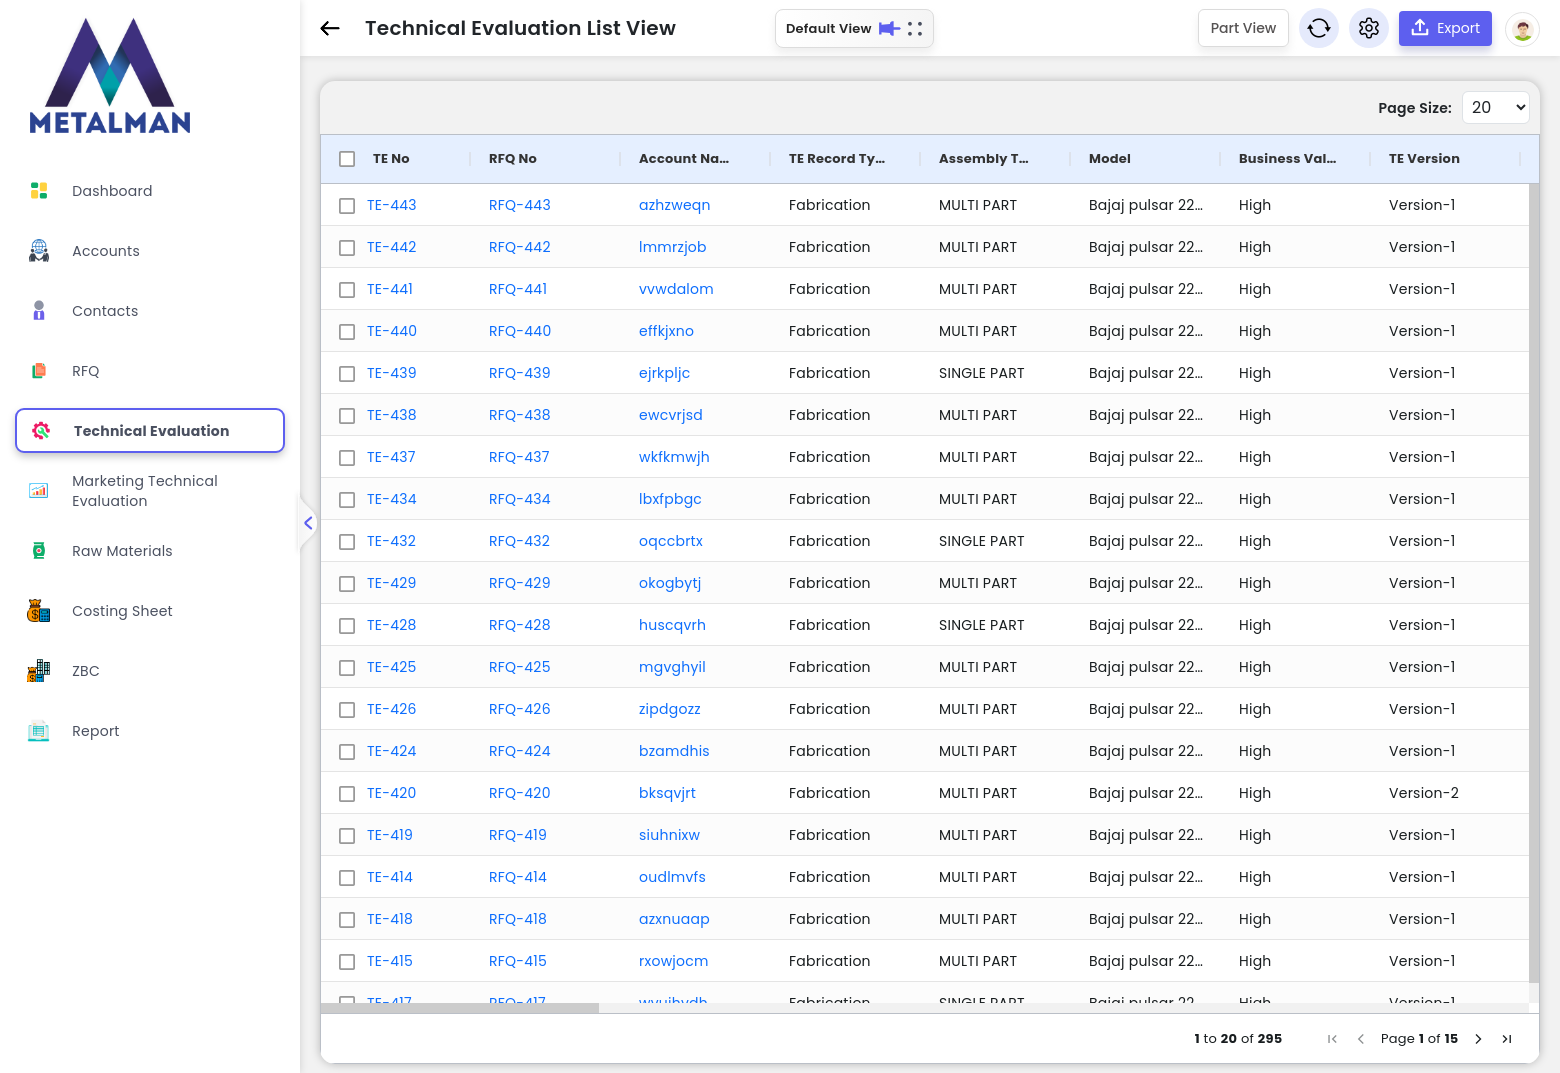 METALMAN
Dashboard
Accounts
Contacts
RFQ
Technical Evaluation
Marketing Technical
Evaluation
Raw Materials
Costing Sheet
ZBC
Report
Technical Evaluation List View
Default View
Part View
Export
Page Size: 20
TE No RFQ No Account Na... TE Record Ty... Assembly T... Model Business Val... TE Version
TE-443 RFQ-443 azhzweqn Fabrication MULTI PART Bajaj pulsar 22... High Version-1
TE-442 RFQ-442 lmmrzjob Fabrication MULTI PART Bajaj pulsar 22... High Version-1
TE-441 RFQ-441 vvwdalom Fabrication MULTI PART Bajaj pulsar 22... High Version-1
TE-440 RFQ-440 effkjxno Fabrication MULTI PART Bajaj pulsar 22... High Version-1
TE-439 RFQ-439 ejrkpljc Fabrication SINGLE PART Bajaj pulsar 22... High Version-1
TE-438 RFQ-438 ewcvrjsd Fabrication MULTI PART Bajaj pulsar 22... High Version-1
TE-437 RFQ-437 wkfkmwjh Fabrication MULTI PART Bajaj pulsar 22... High Version-1
TE-434 RFQ-434 lbxfpbgc Fabrication MULTI PART Bajaj pulsar 22... High Version-1
TE-432 RFQ-432 oqccbrtx Fabrication SINGLE PART Bajaj pulsar 22... High Version-1
TE-429 RFQ-429 okogbytj Fabrication MULTI PART Bajaj pulsar 22... High Version-1
TE-428 RFQ-428 huscqvrh Fabrication SINGLE PART Bajaj pulsar 22... High Version-1
TE-425 RFQ-425 mgvghyil Fabrication MULTI PART Bajaj pulsar 22... High Version-1
TE-426 RFQ-426 zipdgozz Fabrication MULTI PART Bajaj pulsar 22... High Version-1
TE-424 RFQ-424 bzamdhis Fabrication MULTI PART Bajaj pulsar 22... High Version-1
TE-420 RFQ-420 bksqvjrt Fabrication MULTI PART Bajaj pulsar 22... High Version-2
TE-419 RFQ-419 siuhnixw Fabrication MULTI PART Bajaj pulsar 22... High Version-1
TE-414 RFQ-414 oudlmvfs Fabrication MULTI PART Bajaj pulsar 22... High Version-1
TE-418 RFQ-418 azxnuaap Fabrication MULTI PART Bajaj pulsar 22... High Version-1
TE-415 RFQ-415 rxowjocm Fabrication MULTI PART Bajaj pulsar 22... High Version-1
TE-417 RFQ-417 Fabrication SINGLE PART Bajaj pulsar 22 High Version-1
1 to 20 of 295 Page 1 of 15